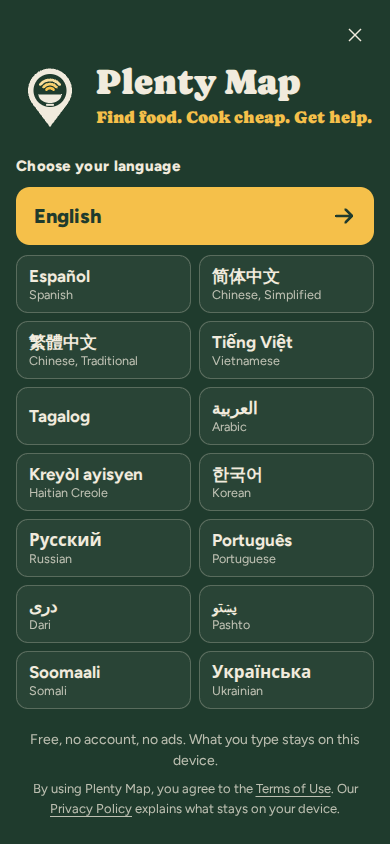 Plenty Map
Find food. Cook cheap. Get help.
Choose your language
English
Español
Spanish
简体中文
Chinese, Simplified
繁體中文
Chinese, Traditional
Tiếng Việt
Vietnamese
Tagalog
العربية
Arabic
Kreyòl ayisyen
Haitian Creole
한국어
Korean
Русский
Russian
Português
Portuguese
دری
Dari
پښتو
Pashto
Soomaali
Somali
Українська
Ukrainian
Free, no account, no ads. What you type stays on this
device.
By using Plenty Map, you agree to the Terms of Use. Our
Privacy Policy explains what stays on your device.